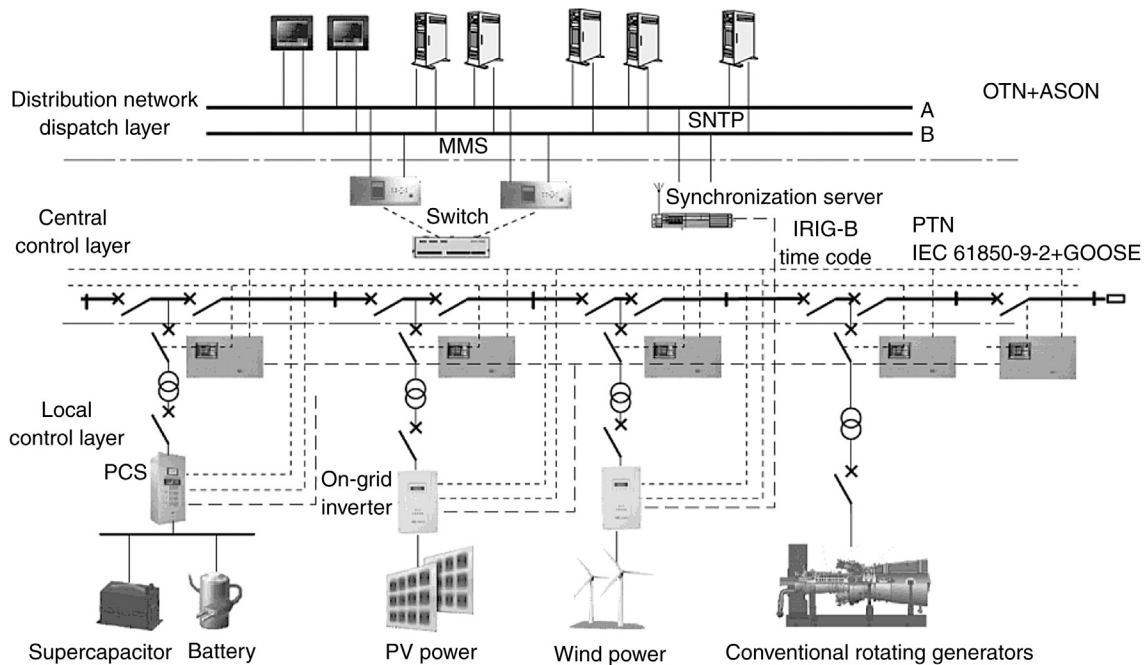 Distribution network
dispatch layer
OTN+ASON
A
SNTP
B
MMS
Synchronization server
Switch
Central
control layer
IRIG-B
time code
PTN
IEC 61850-9-2+GOOSE
Local
control layer
PCS
On-grid
inverter
Supercapacitor
Battery
PV power
Wind power
Conventional rotating generators